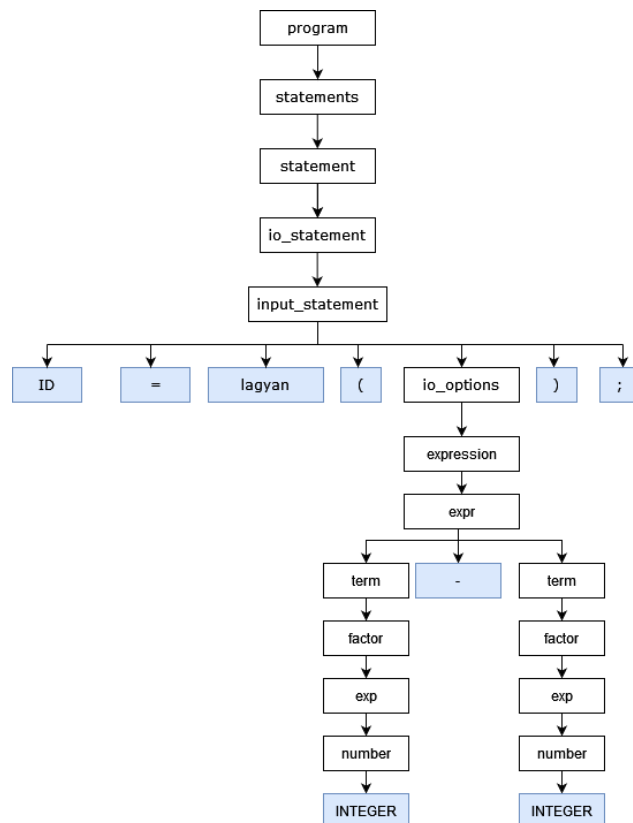 program
statements
statement
io_statement
input_statement
ID = lagyan ( io_options ) ;
expression
expr
term - term
factor factor
exp exp
number number
INTEGER INTEGER